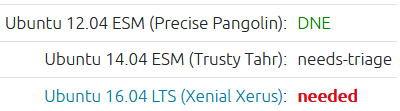 Ubuntu 12.04 ESM (Precise Pangolin): DNE
Ubuntu 14.04 ESM (Trusty Tahr): needs-triage
Ubuntu 16.04 LTS (Xenial Xerus): needed